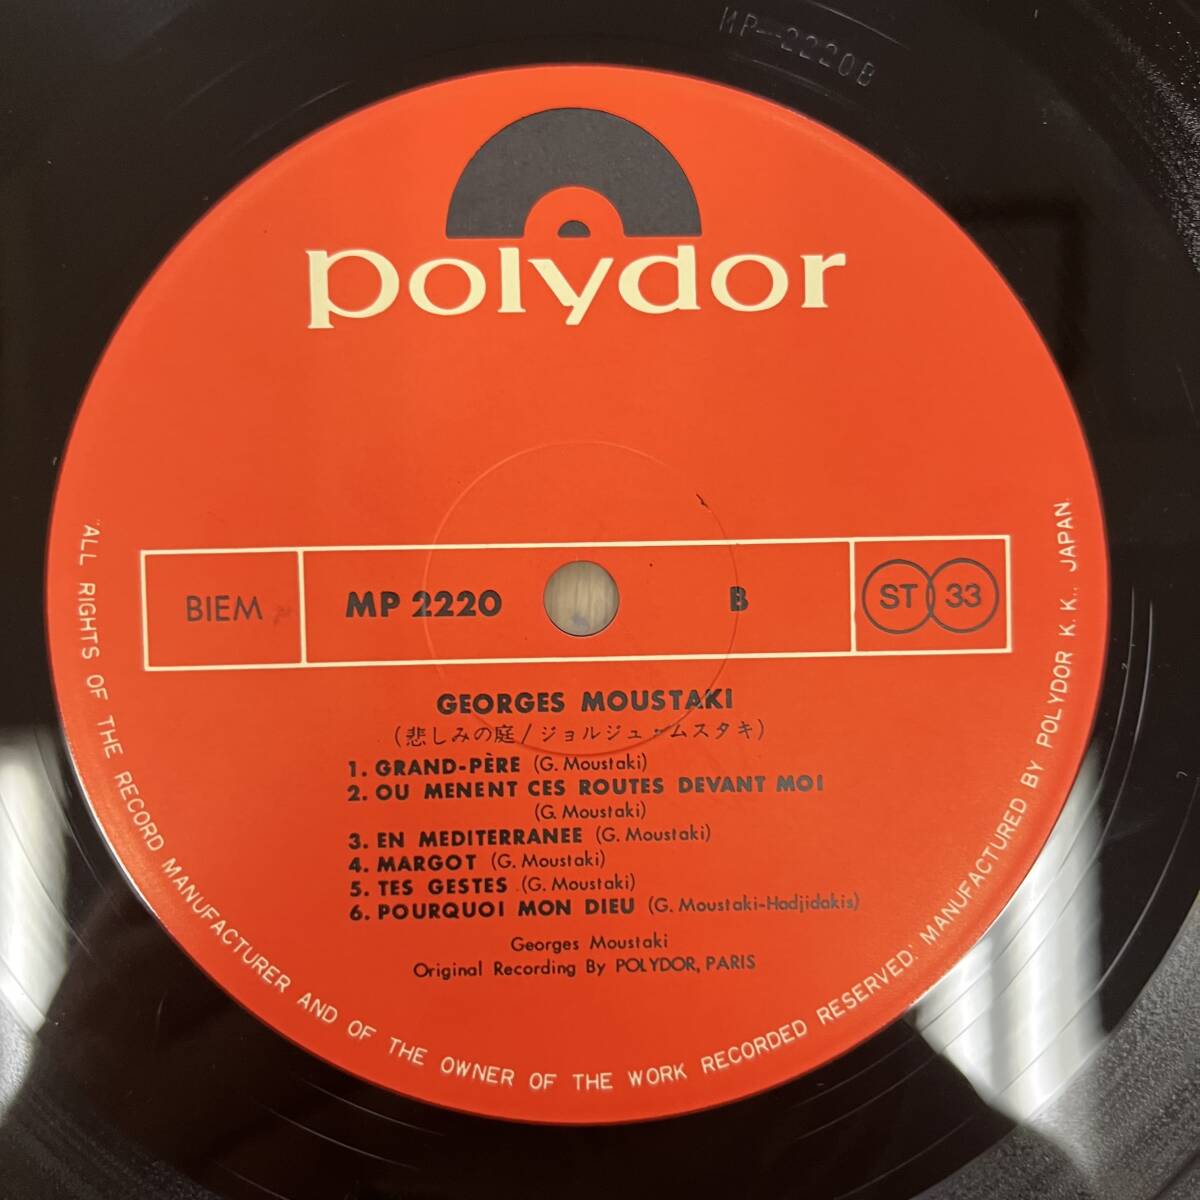 MP-2220B
polydor
BIEM MP 2220 B ST 33
GEORGES MOUSTAKI
(悲しみの庭/ジョルジュ・ムスタキ)
1. GRAND-PÈRE (G. Moustaki)
2. OU MENENT CES ROUTES DEVANT MOI
(G. Moustaki)
3. EN MEDITERRANEE (G. Moustaki)
4. MARGOT (G. Moustaki)
5. TES GESTES (G. Moustaki)
6. POURQUOI MON DIEU (G. Moustaki-Hadjidakis)
Georges Moustaki
Original Recording By POLYDOR, PARIS
"ALL RIGHTS OF THE RECORD MANUFACTURER AND OF THE OWNER OF THE WORK RECORDED RESERVED. MANUFACTURED BY POLYDOR K.K., JAPAN.